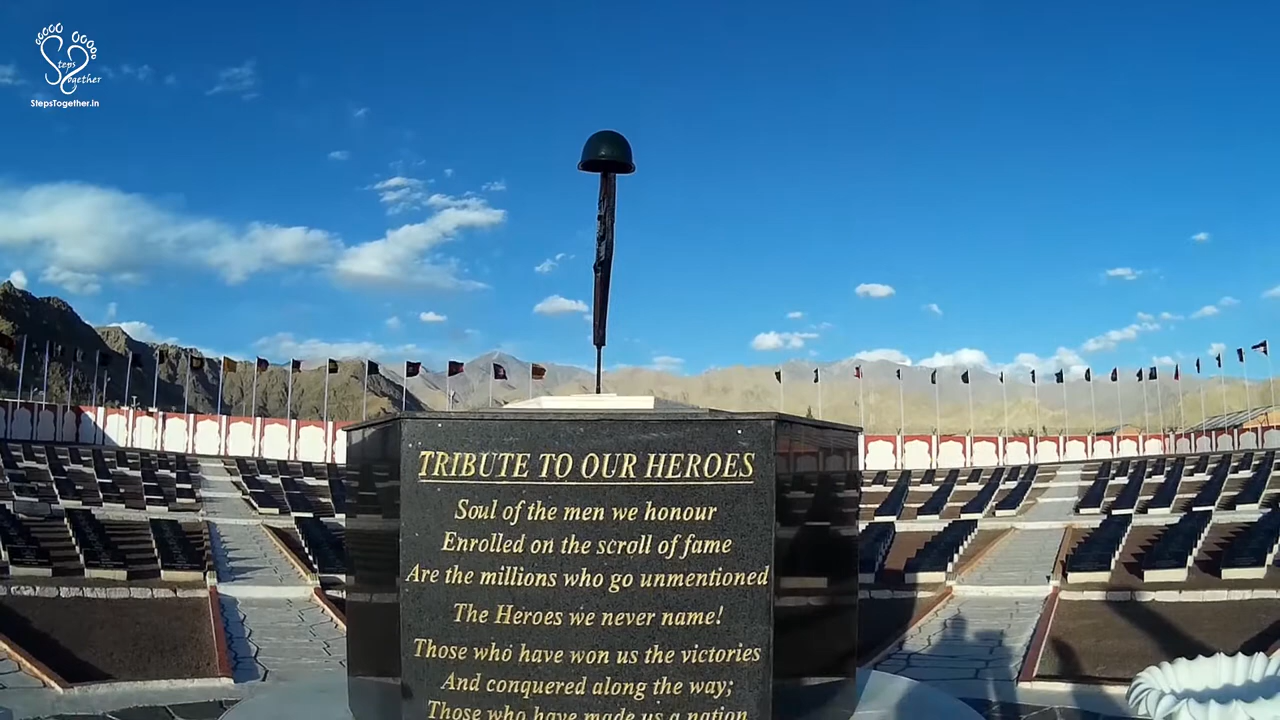 Steps
Together
StepsTogether.in
TRIBUTE TO OUR HEROES
Soul of the men we honour
Enrolled on the scroll of fame
Are the millions who go unmentioned
The Heroes we never name!
Those who have won us the victories
And conquered along the way;
Those who have made us a nation